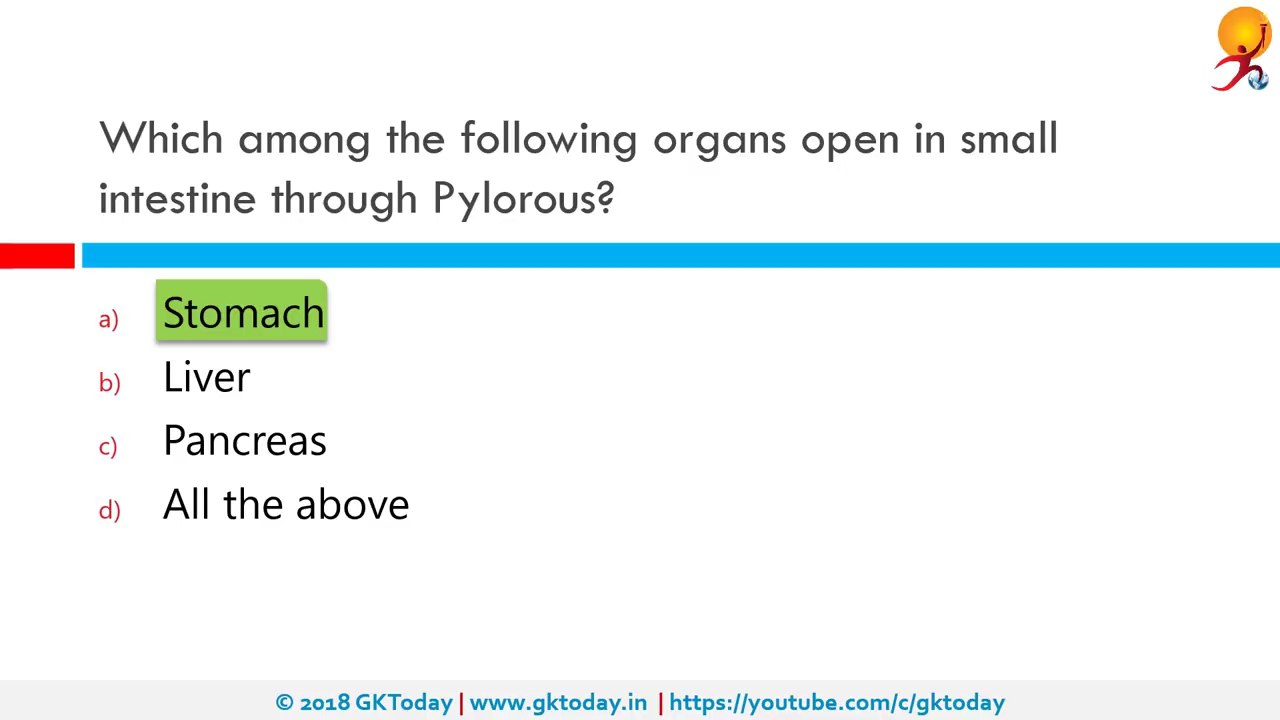 Which among the following organs open in small
intestine through Pylorous?
a) Stomach
b) Liver
c) Pancreas
d) All the above
© 2018 GKToday | www.gktoday.in | https://youtube.com/c/gktoday